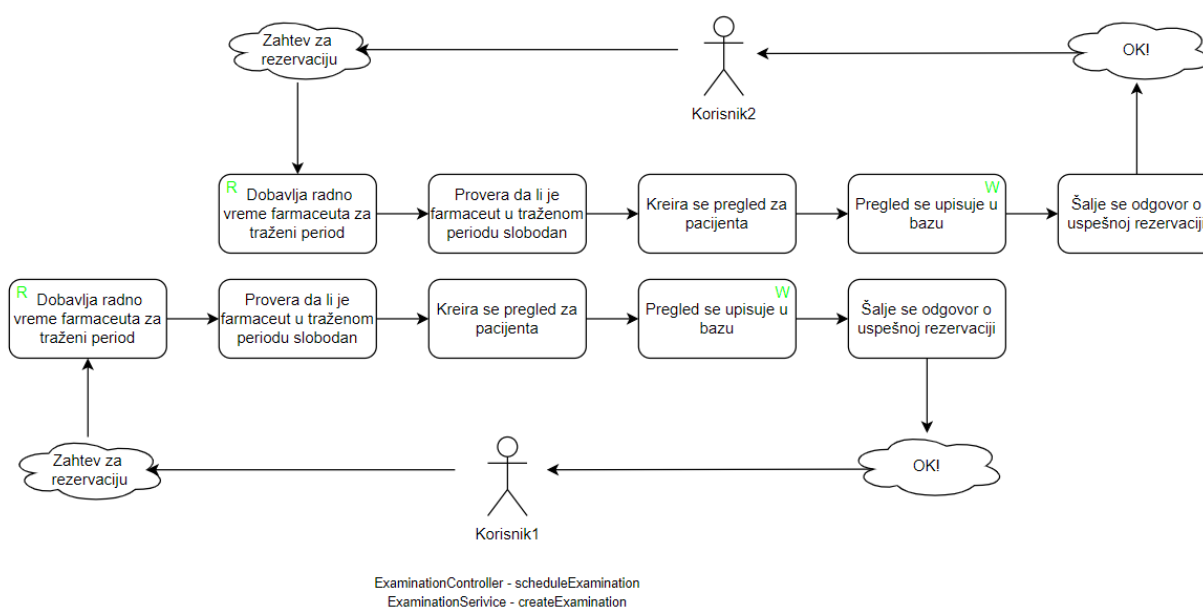 Zahtev za
rezervaciju
OK!
Korisnik2
R
Dobavlja radno
vreme farmaceuta za
traženi period
Provera da li je
farmaceut u traženom
periodu slobodan
Kreira se pregled za
pacijenta
W
Pregled se upisuje u
bazu
Šalje se odgovor o
uspešnoj rezervaciji
R
Dobavlja radno
vreme farmaceuta za
traženi period
Provera da li je
farmaceut u traženom
periodu slobodan
Kreira se pregled za
pacijenta
W
Pregled se upisuje u
bazu
Šalje se odgovor o
uspešnoj rezervaciji
Zahtev za
rezervaciju
OK!
Korisnik1
ExaminationController - scheduleExamination
ExaminationSerivice - createExamination